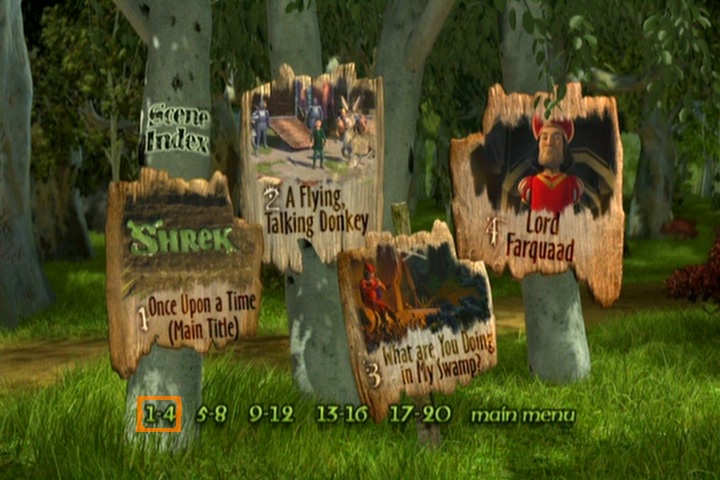 Scene
Index
SHREK
1 Once Upon a Time
(Main Title)
2 A Flying,
Talking Donkey
3 What are You Doing
in My Swamp?
4 Lord
Farquaad
1-4 5-8 9-12 13-16 17-20 main menu